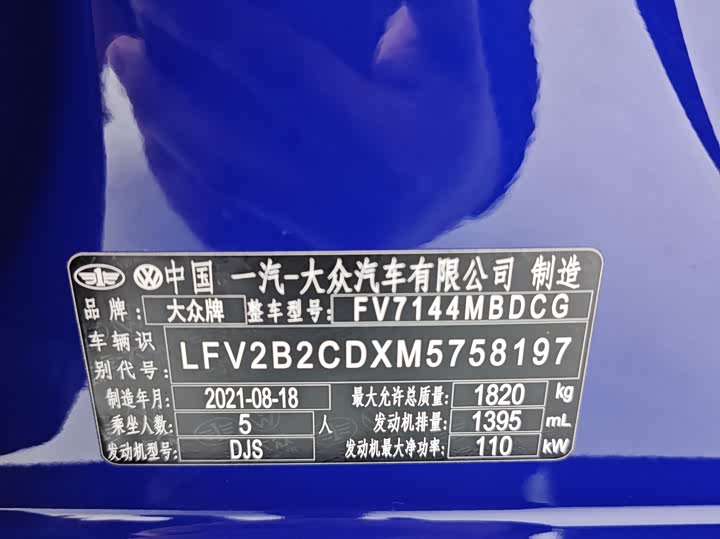 中国 一汽-大众汽车有限公司 制造
品牌: 大众牌 整车型号: FV7144MBDCG
车辆识别代号: LFV2B2CDXM5758197
制造年月: 2021-08-18 最大允许总质量: 1820 kg
乘坐人数: 5 人 发动机排量: 1395 mL
发动机型号: DJS 发动机最大净功率: 110 kW